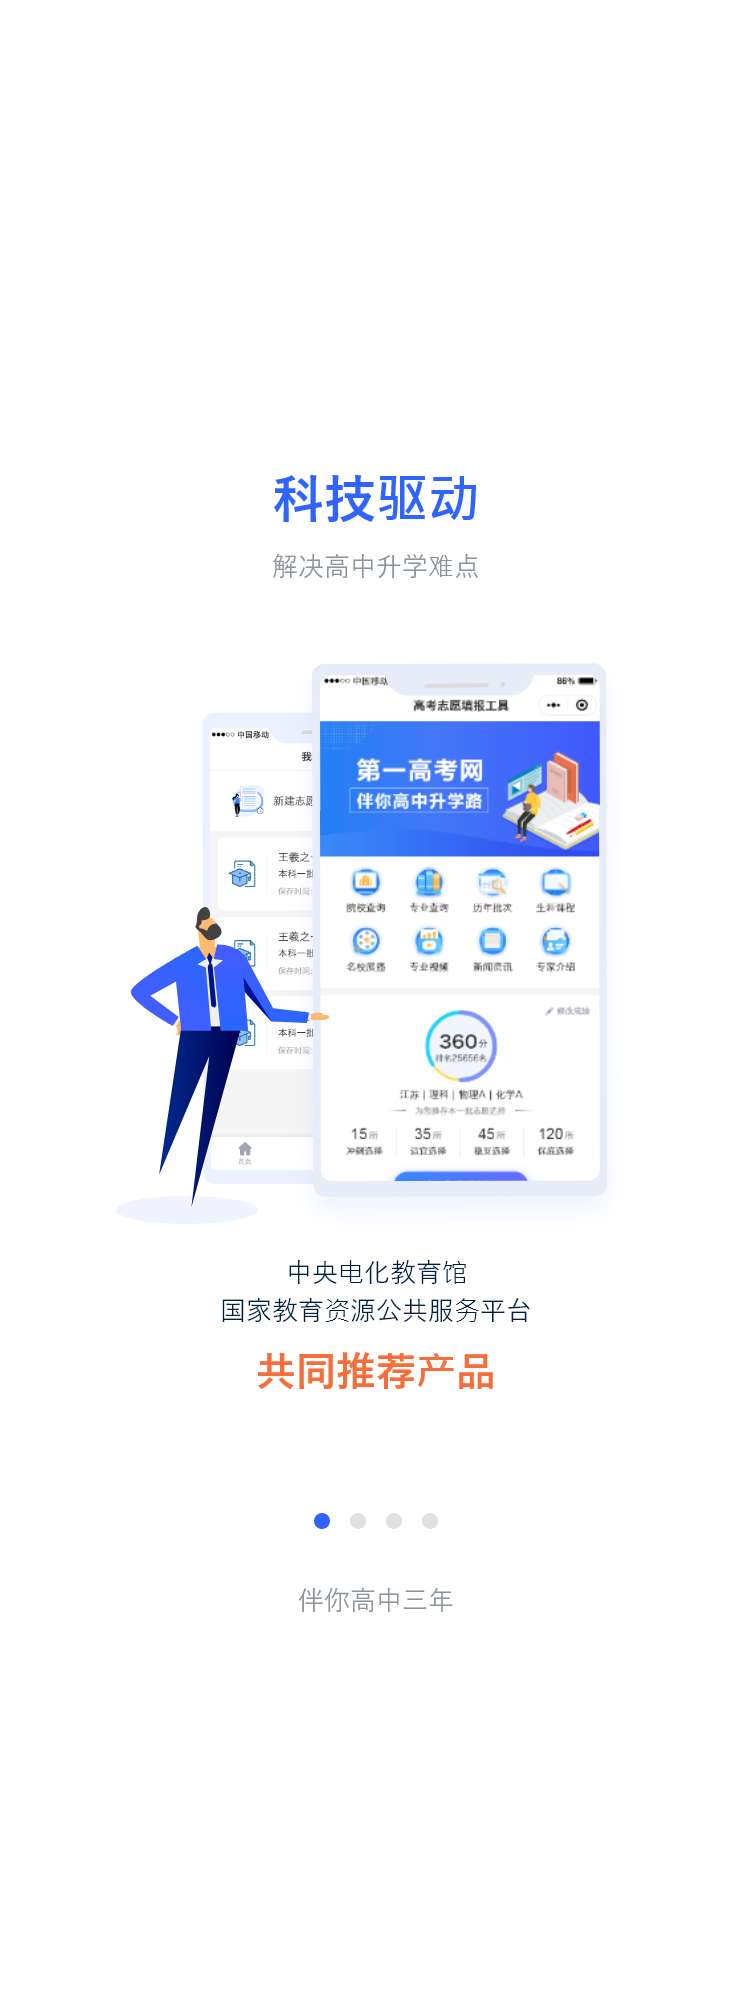 科技驱动
解决高中升学难点
●●●○○ 中国移动
86%
高考志愿填报工具
第一高考网
伴你高中升学路
院校查询
专业查询
历年批次
生涯课程
名校展播
专业视频
新闻资讯
专家介绍
修改成绩
360分
排名25656名
江苏 | 理科 | 物理A | 化学A
为您推荐本一批志愿选择
15所
35所
45所
120所
冲刺选择
适宜选择
稳妥选择
保底选择
●●●○○ 中国移动
我
新建志愿
王羲之-
本科一批
保存时间:
王羲之-
本科一批
保存时间:
本科一批
保存时间:
首页
中央电化教育馆
国家教育资源公共服务平台
共同推荐产品
伴你高中三年